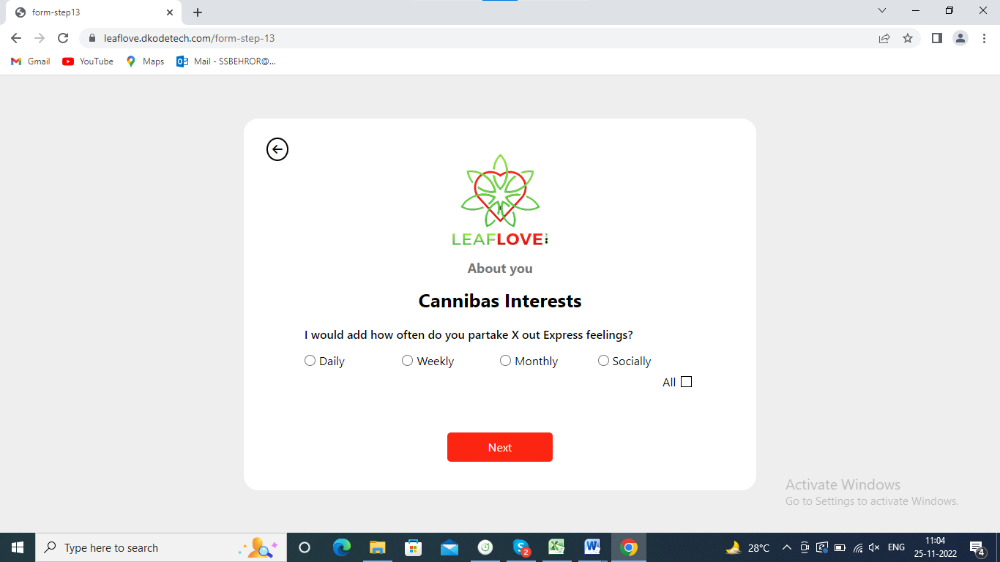 form-step13
leaflove.dkodetech.com/form-step-13
Gmail YouTube Maps Mail - SSBEHROR@...
LEAFLOVE
About you
Cannibas Interests
I would add how often do you partake X out Express feelings?
Daily Weekly Monthly Socially
All
Next
Activate Windows
Go to Settings to activate Windows.
Type here to search
2
28°C
ENG
11:04
25-11-2022
4